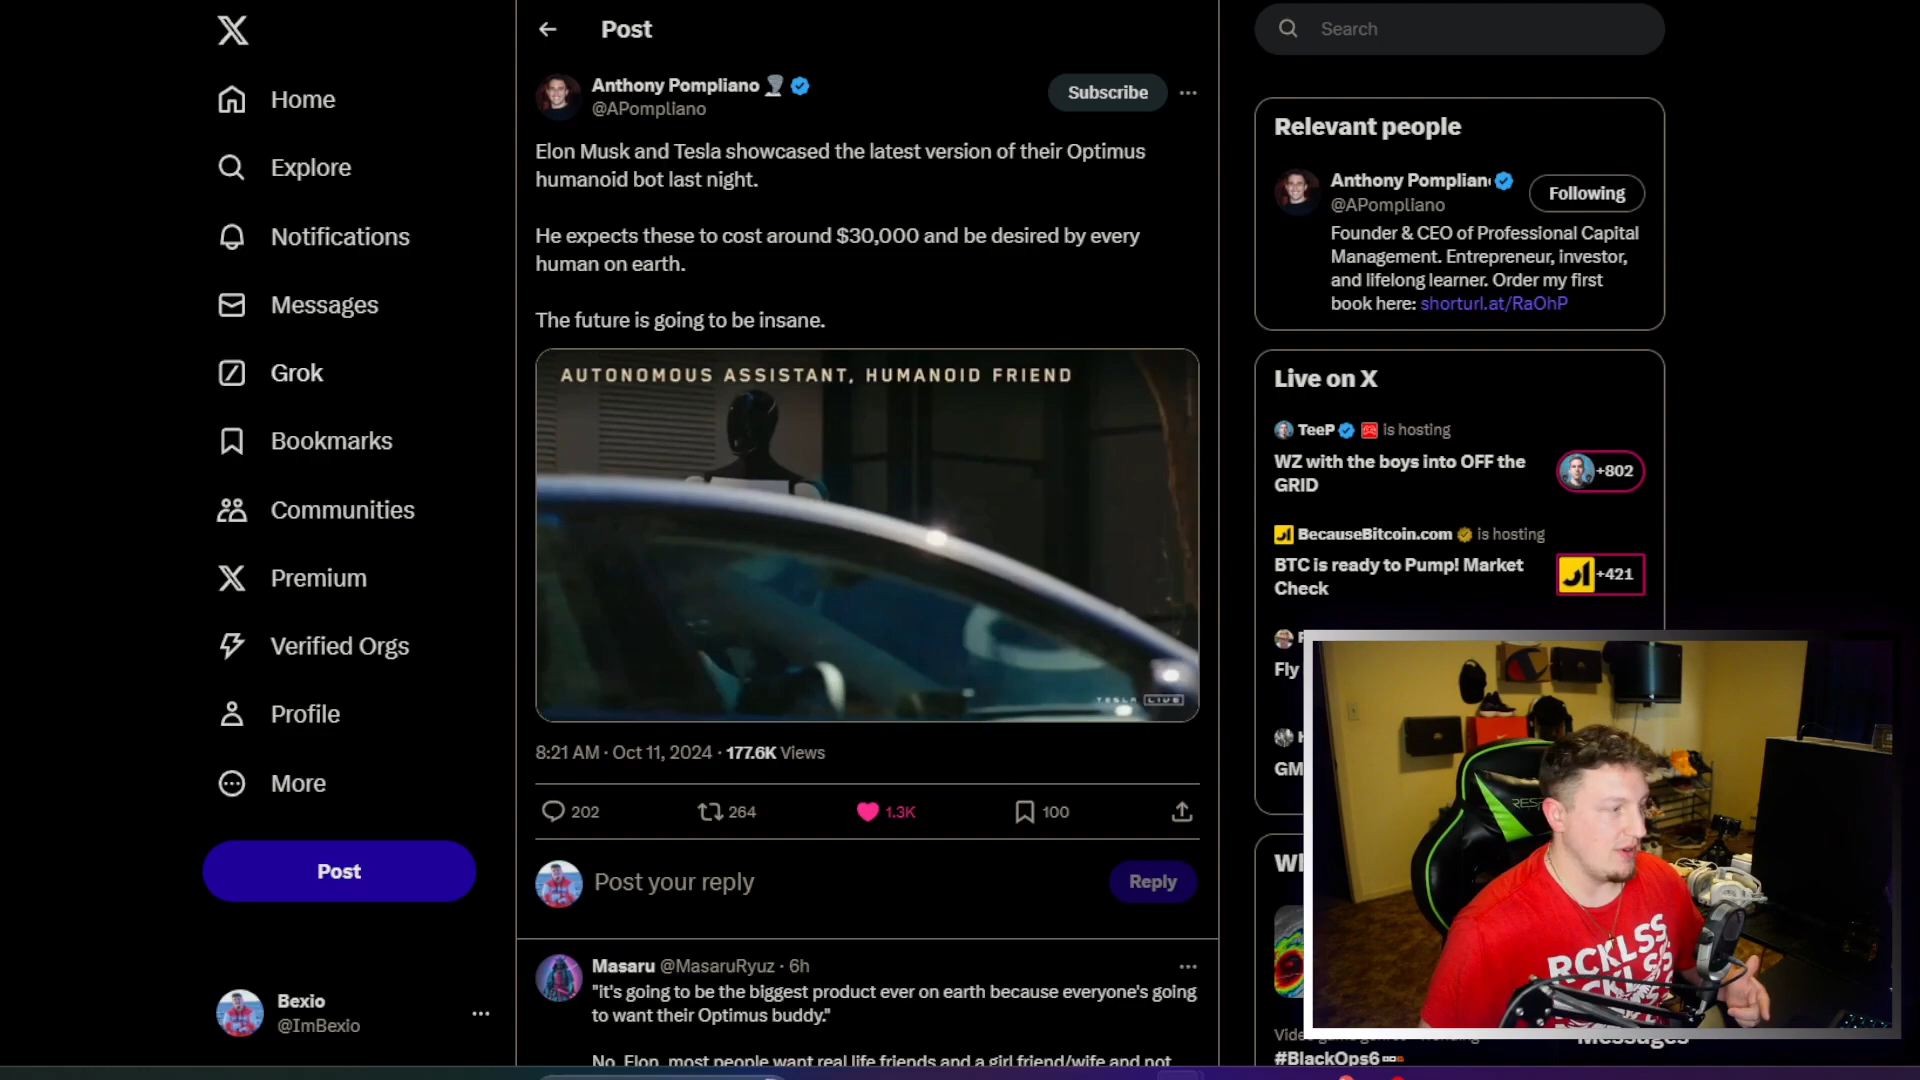 Home
Explore
Notifications
Messages
Grok
Bookmarks
Communities
Premium
Verified Orgs
Profile
More
Post
Bexio
@ImBexio
Post
Anthony Pompliano
@APompliano
Subscribe
Elon Musk and Tesla showcased the latest version of their Optimus
humanoid bot last night.
He expects these to cost around $30,000 and be desired by every
human on earth.
The future is going to be insane.
AUTONOMOUS ASSISTANT, HUMANOID FRIEND
TESLA LIVE
8:21 AM · Oct 11, 2024 · 177.6K Views
202
264
1.3K
100
Post your reply
Reply
Masaru @MasaruRyuz · 6h
"it's going to be the biggest product ever on earth because everyone's going
to want their Optimus buddy."
No, Elon, most people want real life friends and a girl friend/wife and not
Search
Relevant people
Anthony Pomplian
@APompliano
Following
Founder & CEO of Professional Capital
Management. Entrepreneur, investor,
and lifelong learner. Order my first
book here: shorturl.at/RaOhP
Live on X
TeeP is hosting
WZ with the boys into OFF the
GRID
+802
BecauseBitcoin.com is hosting
BTC is ready to Pump! Market
Check
+421
Fly
GM
RCKLSS
#BlackOps6
Messages